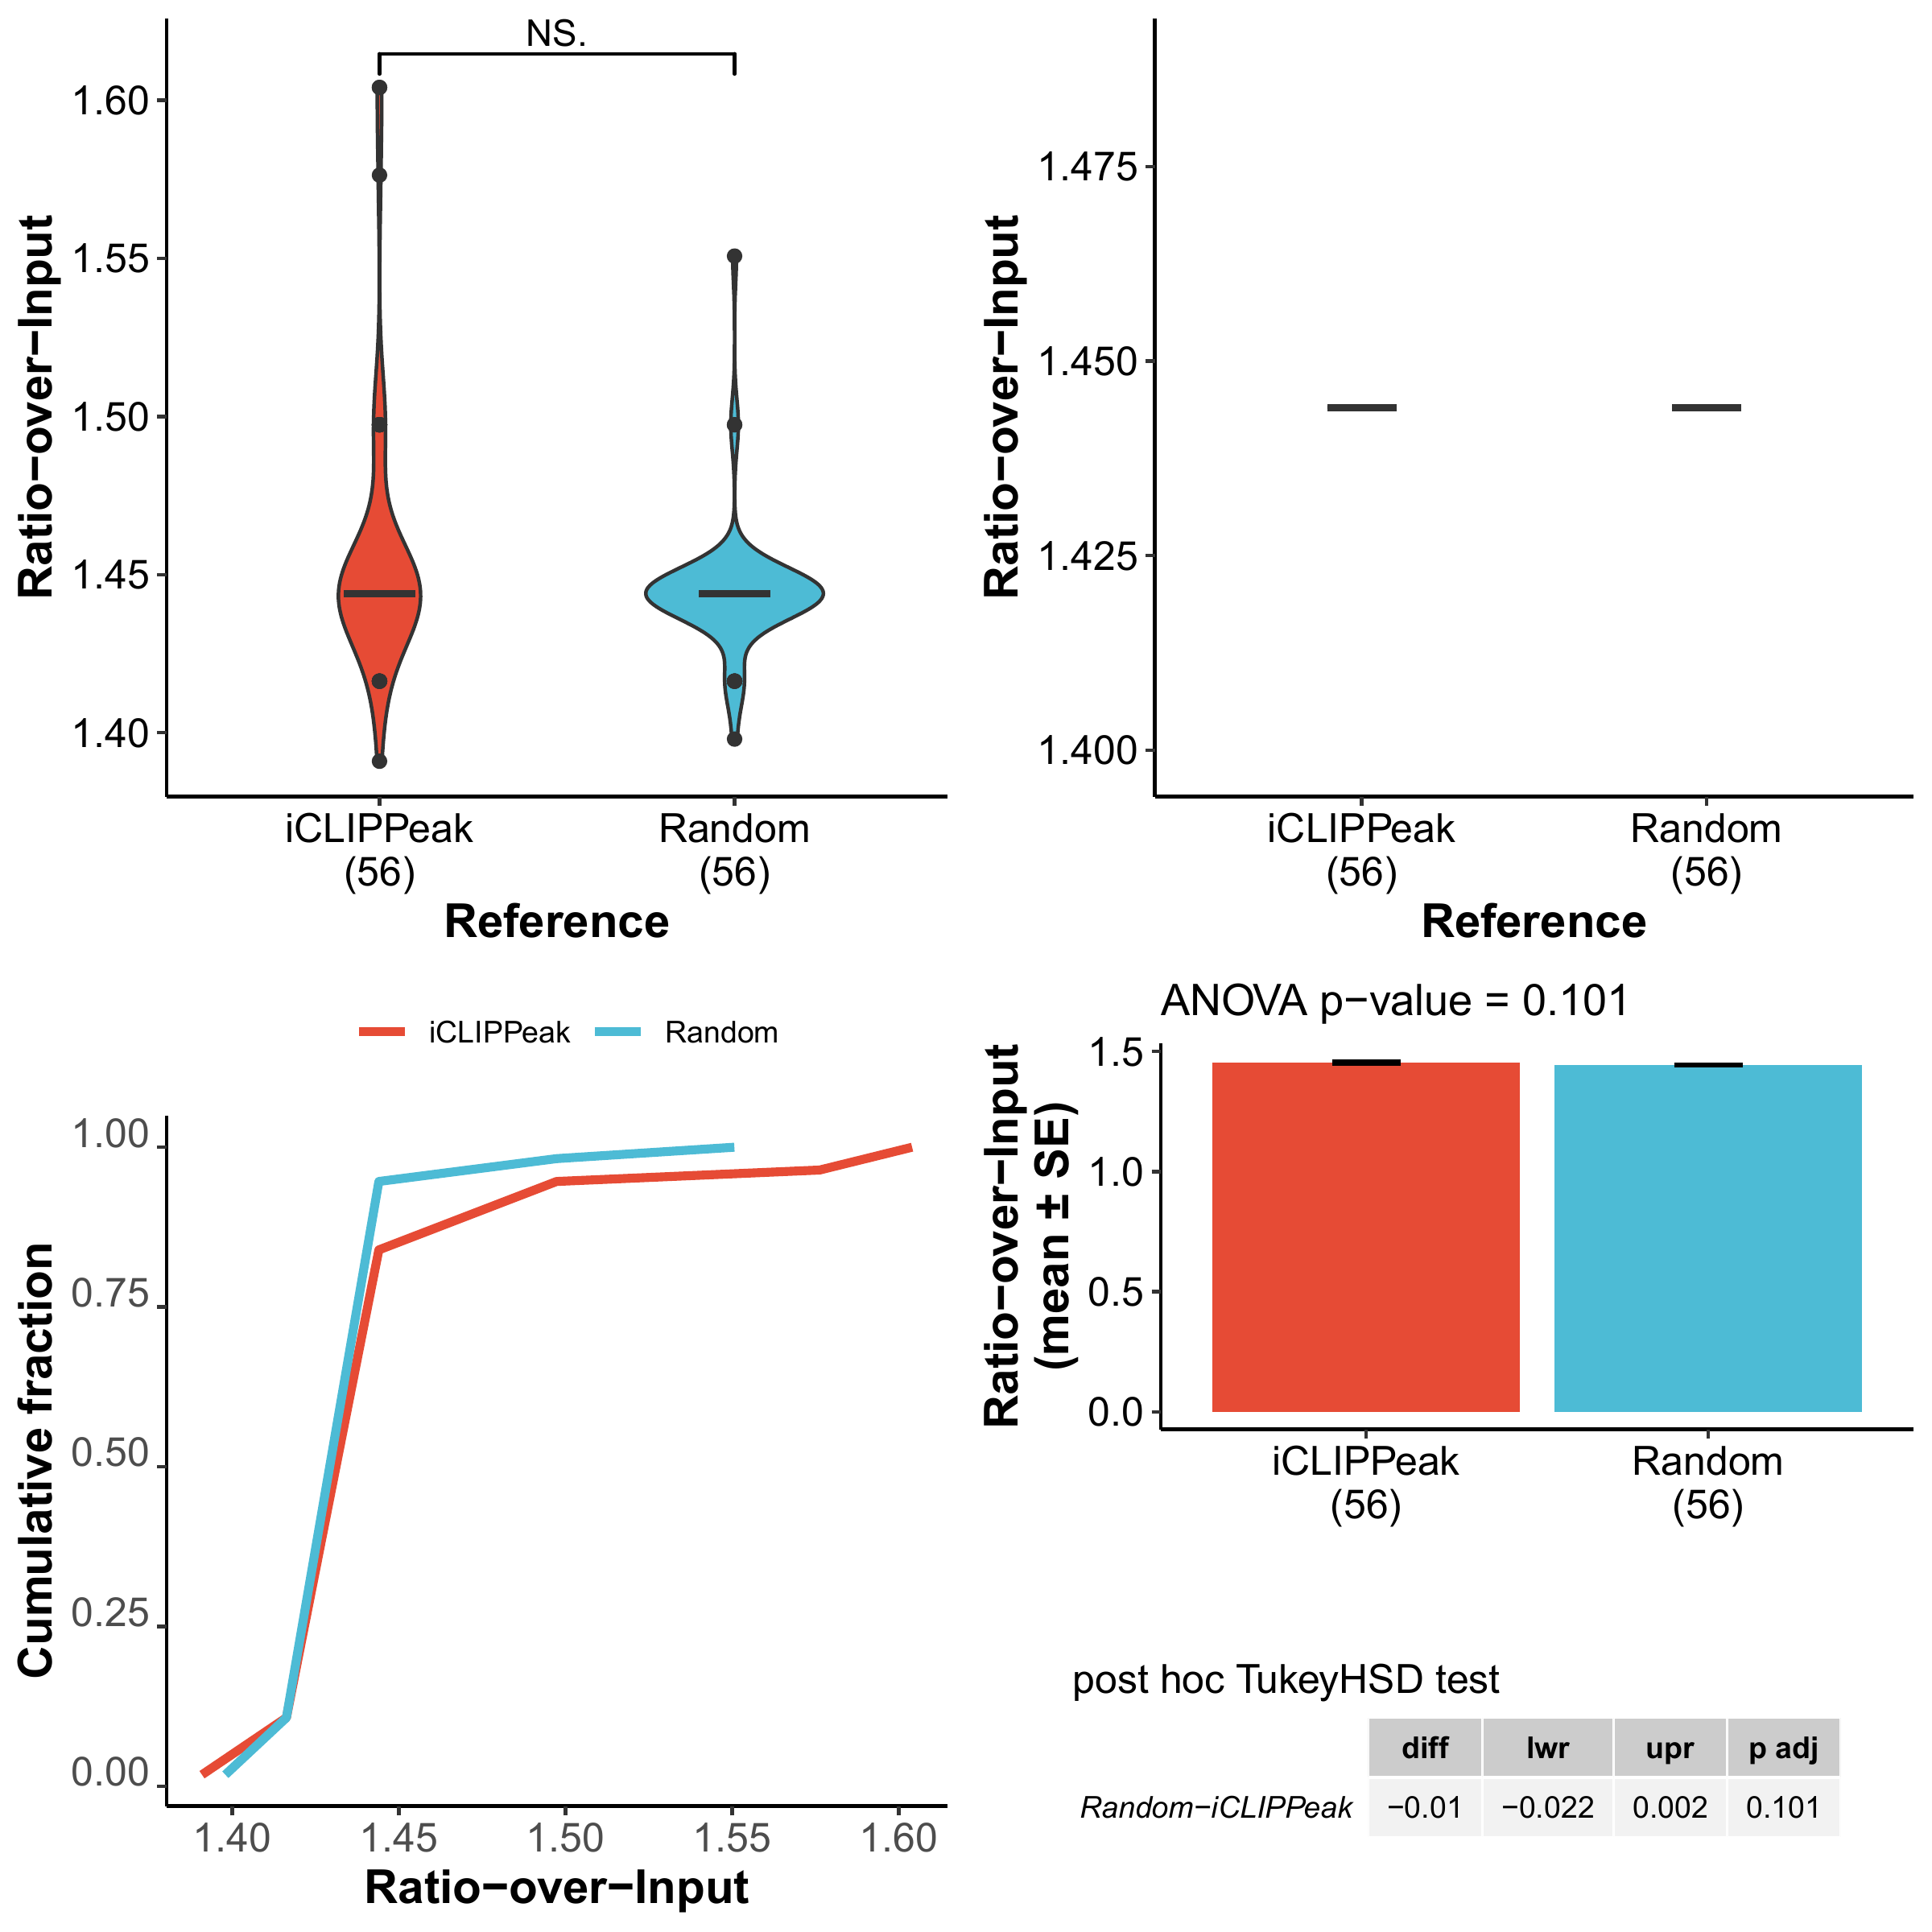 NS.
Ratio−over−Input
1.60
1.55
1.50
1.45
1.40
iCLIPPeak
(56)
Random
(56)
Reference
Ratio−over−Input
1.475
1.450
1.425
1.400
iCLIPPeak
(56)
Random
(56)
Reference
iCLIPPeak
Random
Cumulative fraction
1.00
0.75
0.50
0.25
0.00
1.40
1.45
1.50
1.55
1.60
Ratio−over−Input
ANOVA p−value = 0.101
Ratio−over−Input
(mean ± SE)
1.5
1.0
0.5
0.0
iCLIPPeak
(56)
Random
(56)
post hoc TukeyHSD test
diff lwr upr p adj
Random−iCLIPPeak −0.01 −0.022 0.002 0.101